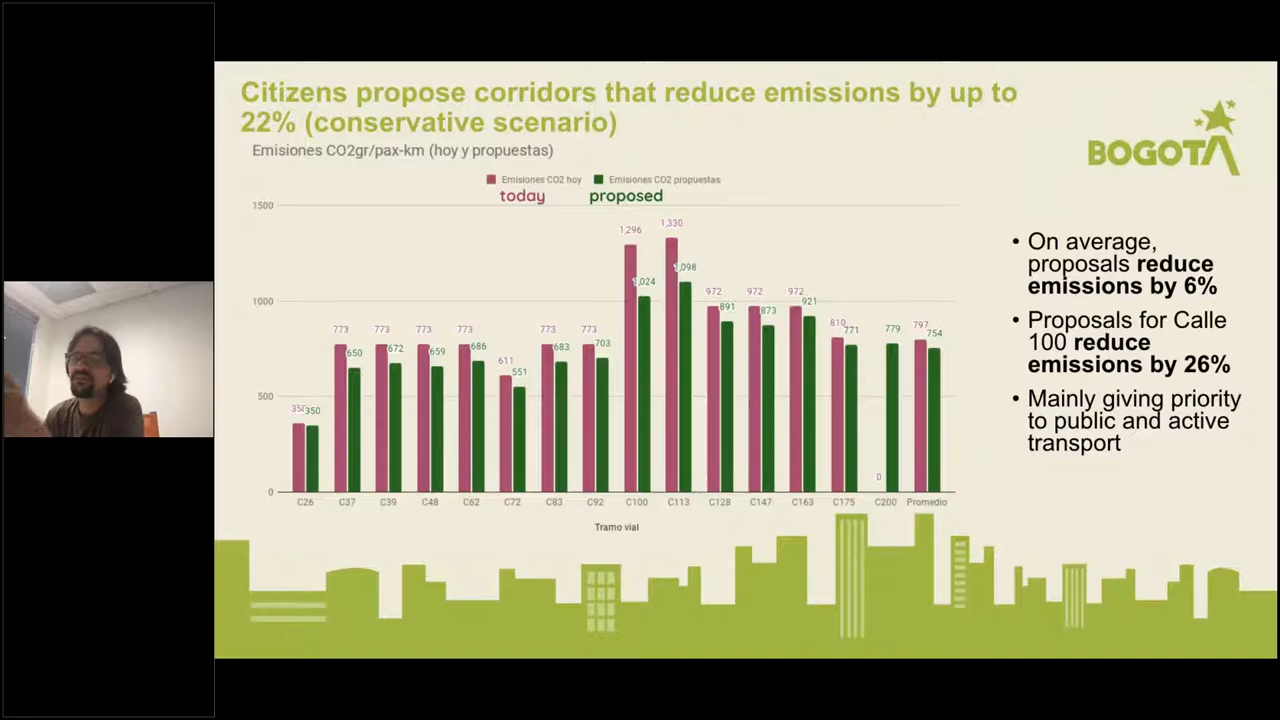 Citizens propose corridors that reduce emissions by up to
22% (conservative scenario)
Emisiones CO2gr/pax-km (hoy y propuestas)
BOGOTA
Emisiones CO2 hoy Emisiones CO2 propuestas
today proposed
1500
1000
500
0
1,296 1,330
1,024 1,098
972 972 972
891 873 921
773 773 773 773 773 773
650 672 659 686 683 703
611 551
350
810 771
0 779
797 754
C26 C37 C39 C48 C62 C72 C83 C92 C100 C113 C128 C147 C163 C175 C200 Promedio
Tramo vial
• On average,
proposals reduce
emissions by 6%
• Proposals for Calle
100 reduce
emissions by 26%
• Mainly giving priority
to public and active
transport